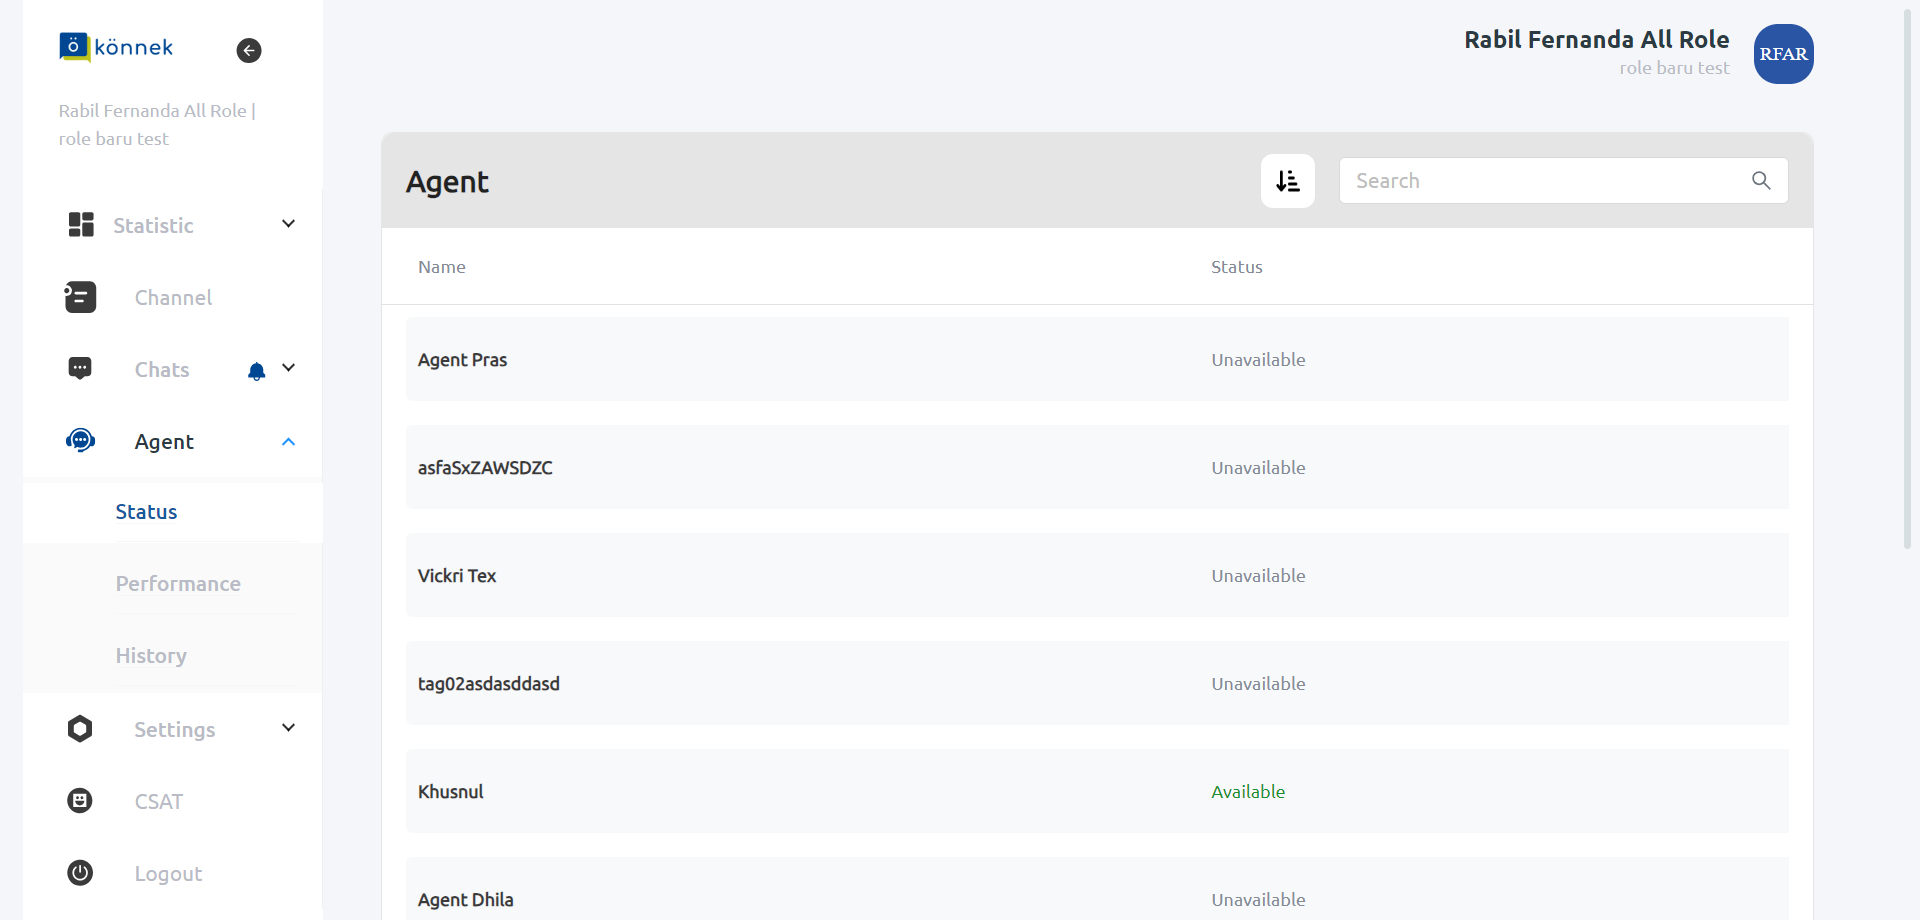 ö könnek
Rabil Fernanda All Role |
role baru test
Statistic
Channel
Chats
Agent
Status
Performance
History
Settings
CSAT
Logout
Rabil Fernanda All Role
role baru test
RFAR
Agent
Search
Name Status
Agent Pras Unavailable
asfaSxZAWSDZC Unavailable
Vickri Tex Unavailable
tag02asdasddasd Unavailable
Khusnul Available
Agent Dhila Unavailable